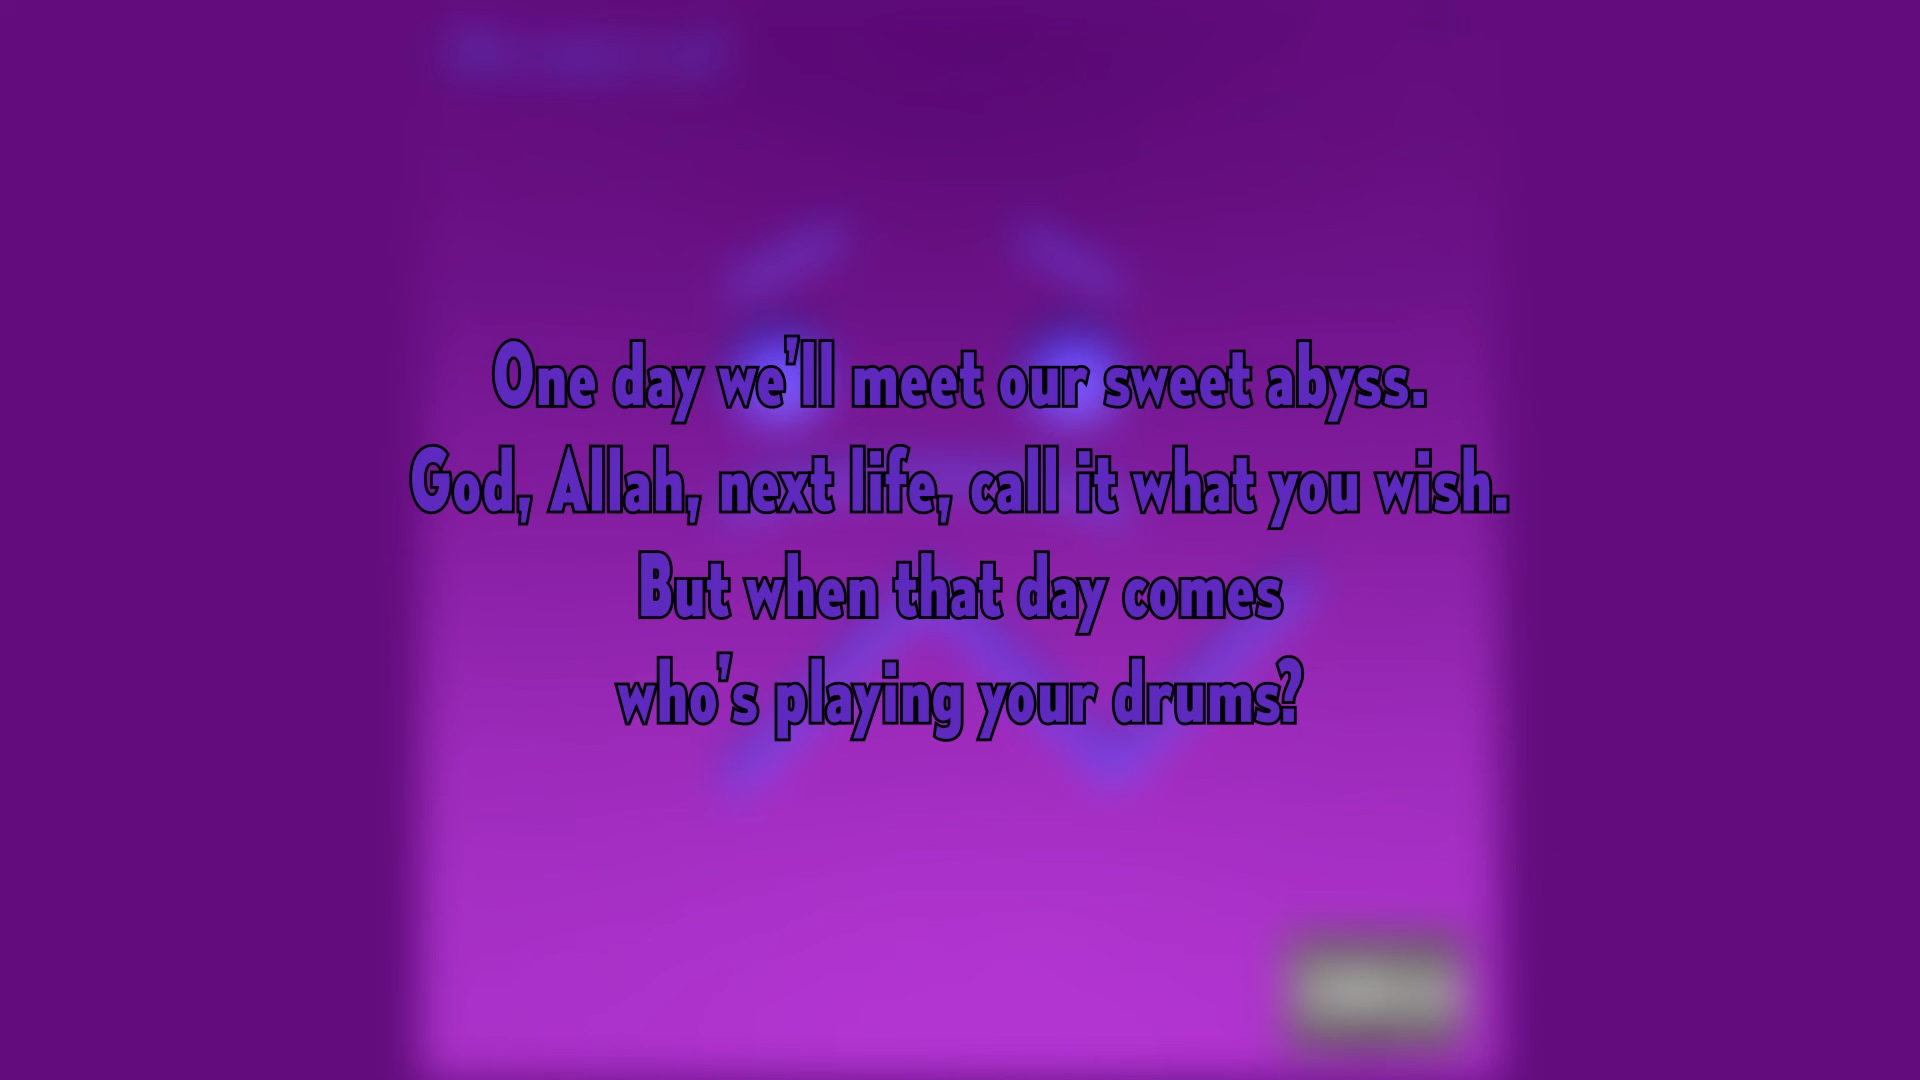 One day we'll meet our sweet abyss.
God, Allah, next life, call it what you wish.
But when that day comes
who's playing your drums?